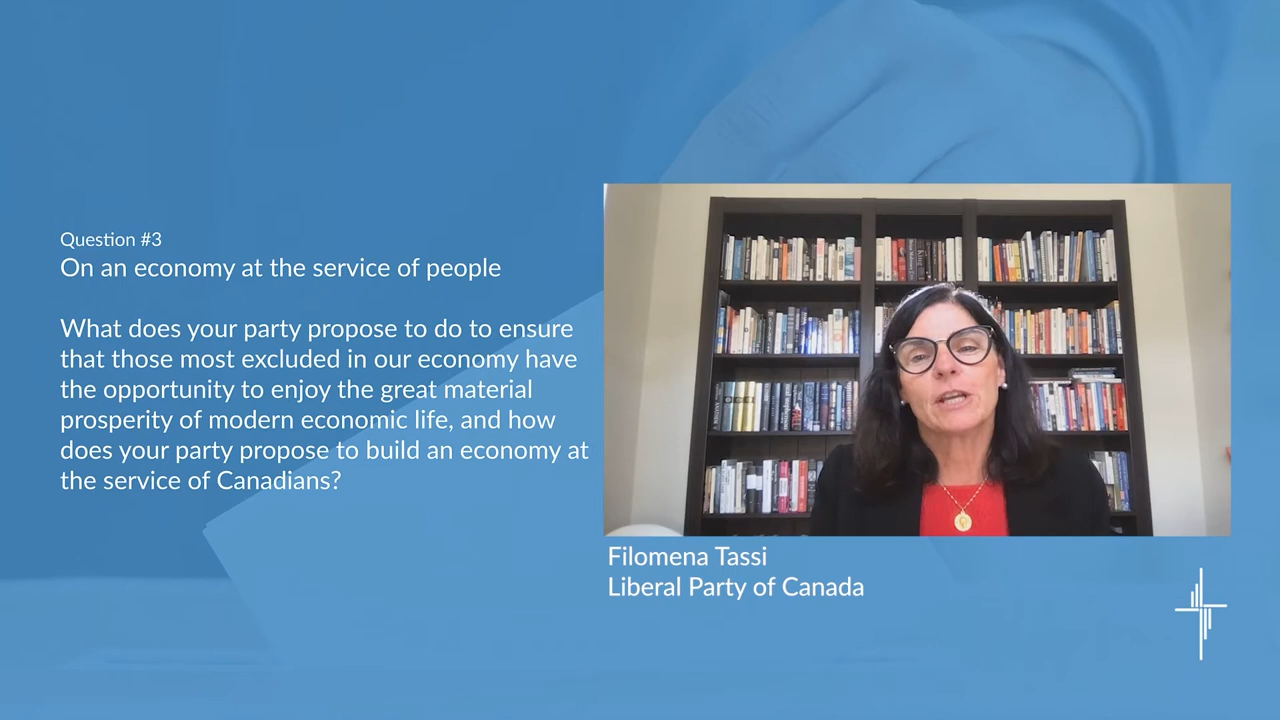 Question #3
On an economy at the service of people
What does your party propose to do to ensure
that those most excluded in our economy have
the opportunity to enjoy the great material
prosperity of modern economic life, and how
does your party propose to build an economy at
the service of Canadians?
Filomena Tassi
Liberal Party of Canada